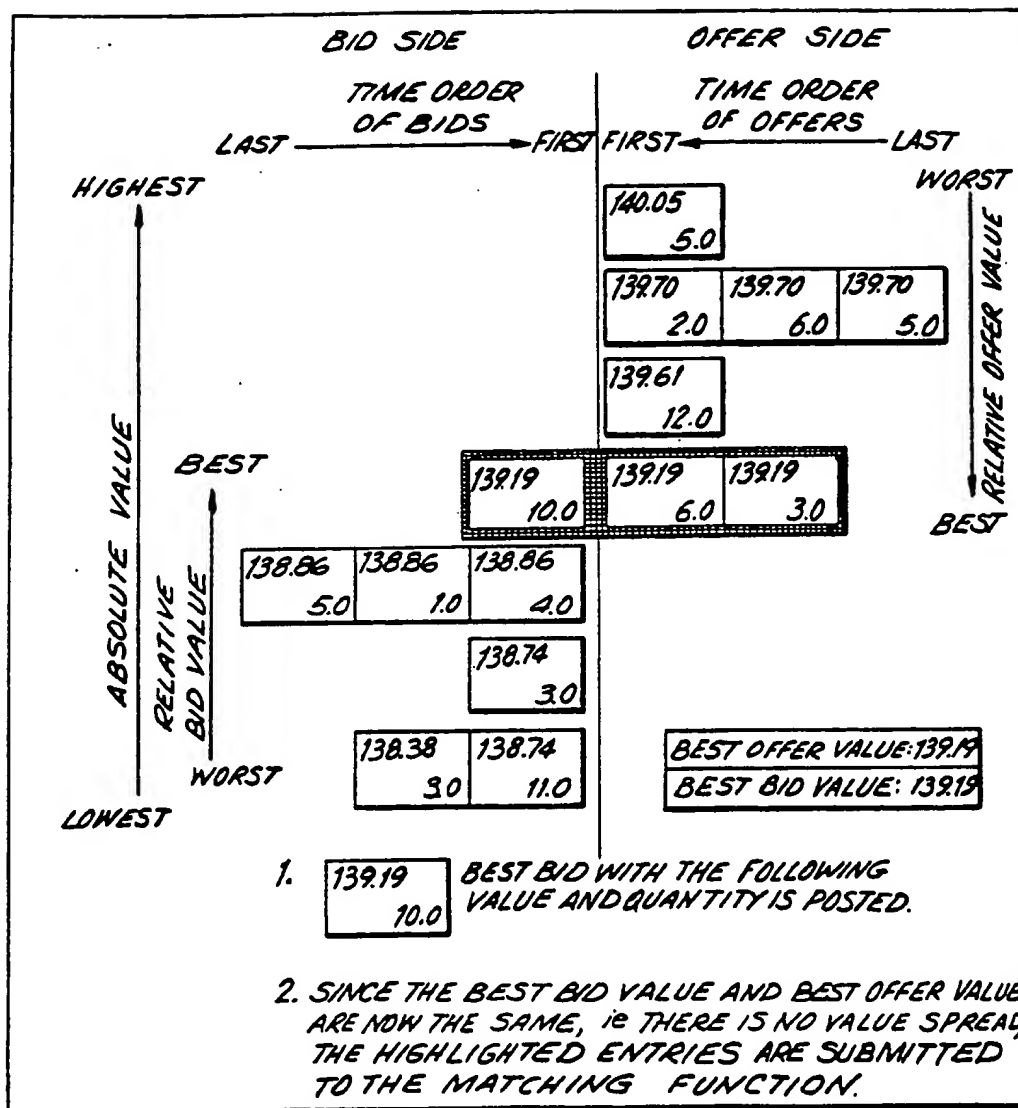 BID SIDE
OFFER SIDE
TIME ORDER
OF BIDS
TIME ORDER
OF OFFERS
LAST
FIRST
FIRST
LAST
HIGHEST
WORST
140.05
5.0
139.70 139.70 139.70
2.0 6.0 5.0
139.61
12.0
RELATIVE OFFER VALUE
BEST
139.19 139.19 139.19
10.0 6.0 3.0
BEST
ABSOLUTE VALUE
RELATIVE
BID VALUE
138.86 138.86 138.86
5.0 1.0 4.0
138.74
3.0
138.38 138.74
9.0 11.0
WORST
LOWEST
BEST OFFER VALUE: 139.19
BEST BID VALUE: 139.19
1.
139.19
10.0
BEST BID WITH THE FOLLOWING
VALUE AND QUANTITY IS POSTED.
2. SINCE THE BEST BID VALUE AND BEST OFFER VALUE
ARE NOW THE SAME, ie THERE IS NO VALUE SPREAD,
THE HIGHLIGHTED ENTRIES ARE SUBMITTED
TO THE MATCHING FUNCTION.